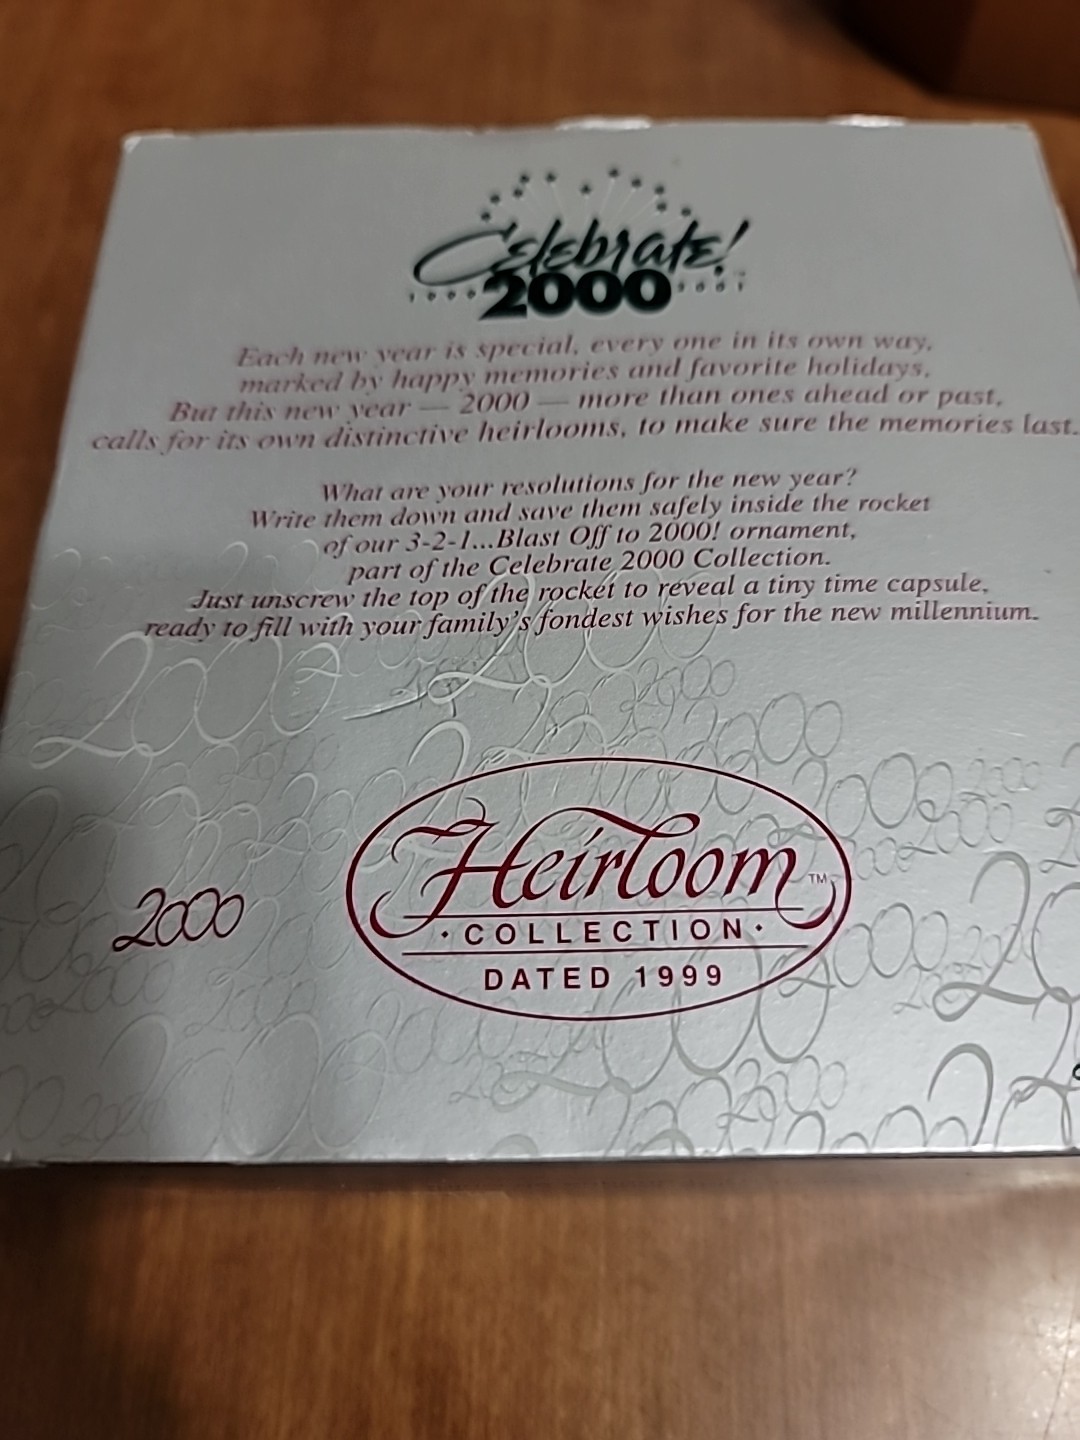 Celebrate!
2000
Each new year is special, every one in its own way,
marked by happy memories and favorite holidays,
But this new year — 2000 — more than ones ahead or past,
calls for its own distinctive heirlooms, to make sure the memories last.
What are your resolutions for the new year?
Write them down and save them safely inside the rocket
of our 3-2-1...Blast Off to 2000! ornament,
part of the Celebrate 2000 Collection.
Just unscrew the top of the rocket to reveal a tiny time capsule,
ready to fill with your family's fondest wishes for the new millennium.
Heirloom™
· COLLECTION ·
DATED 1999
2000